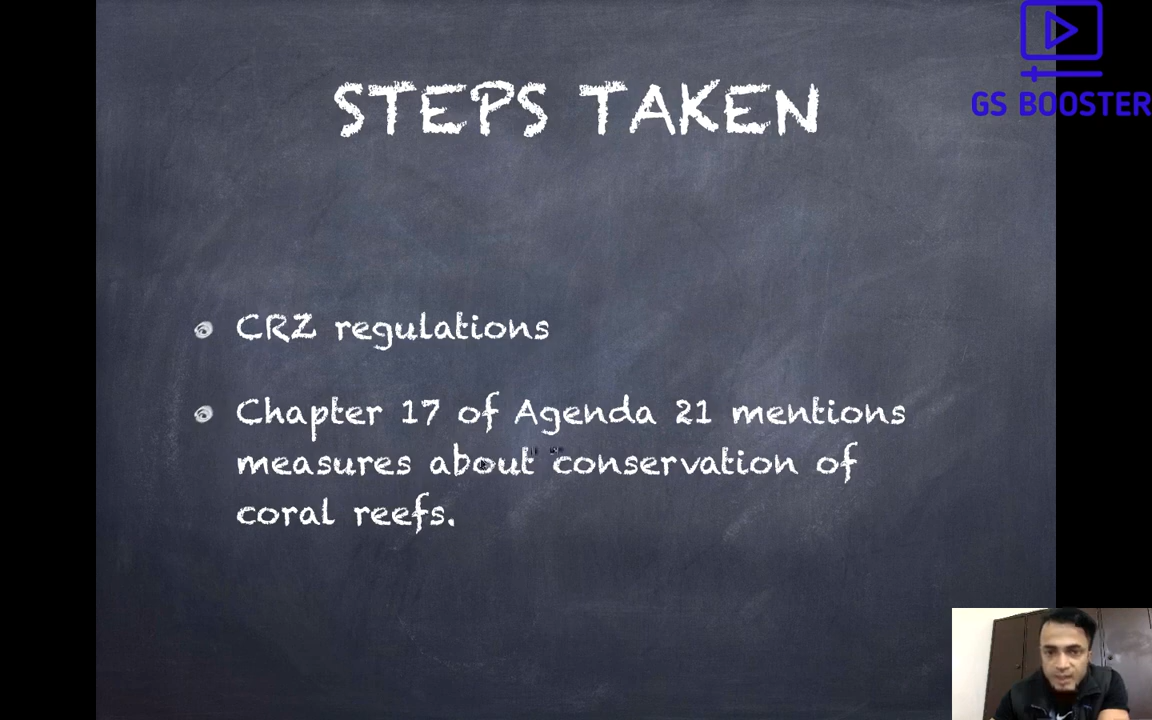 GS BOOSTER
STEPS TAKEN
CRZ regulations
Chapter 17 of Agenda 21 mentions
measures about conservation of
coral reefs.